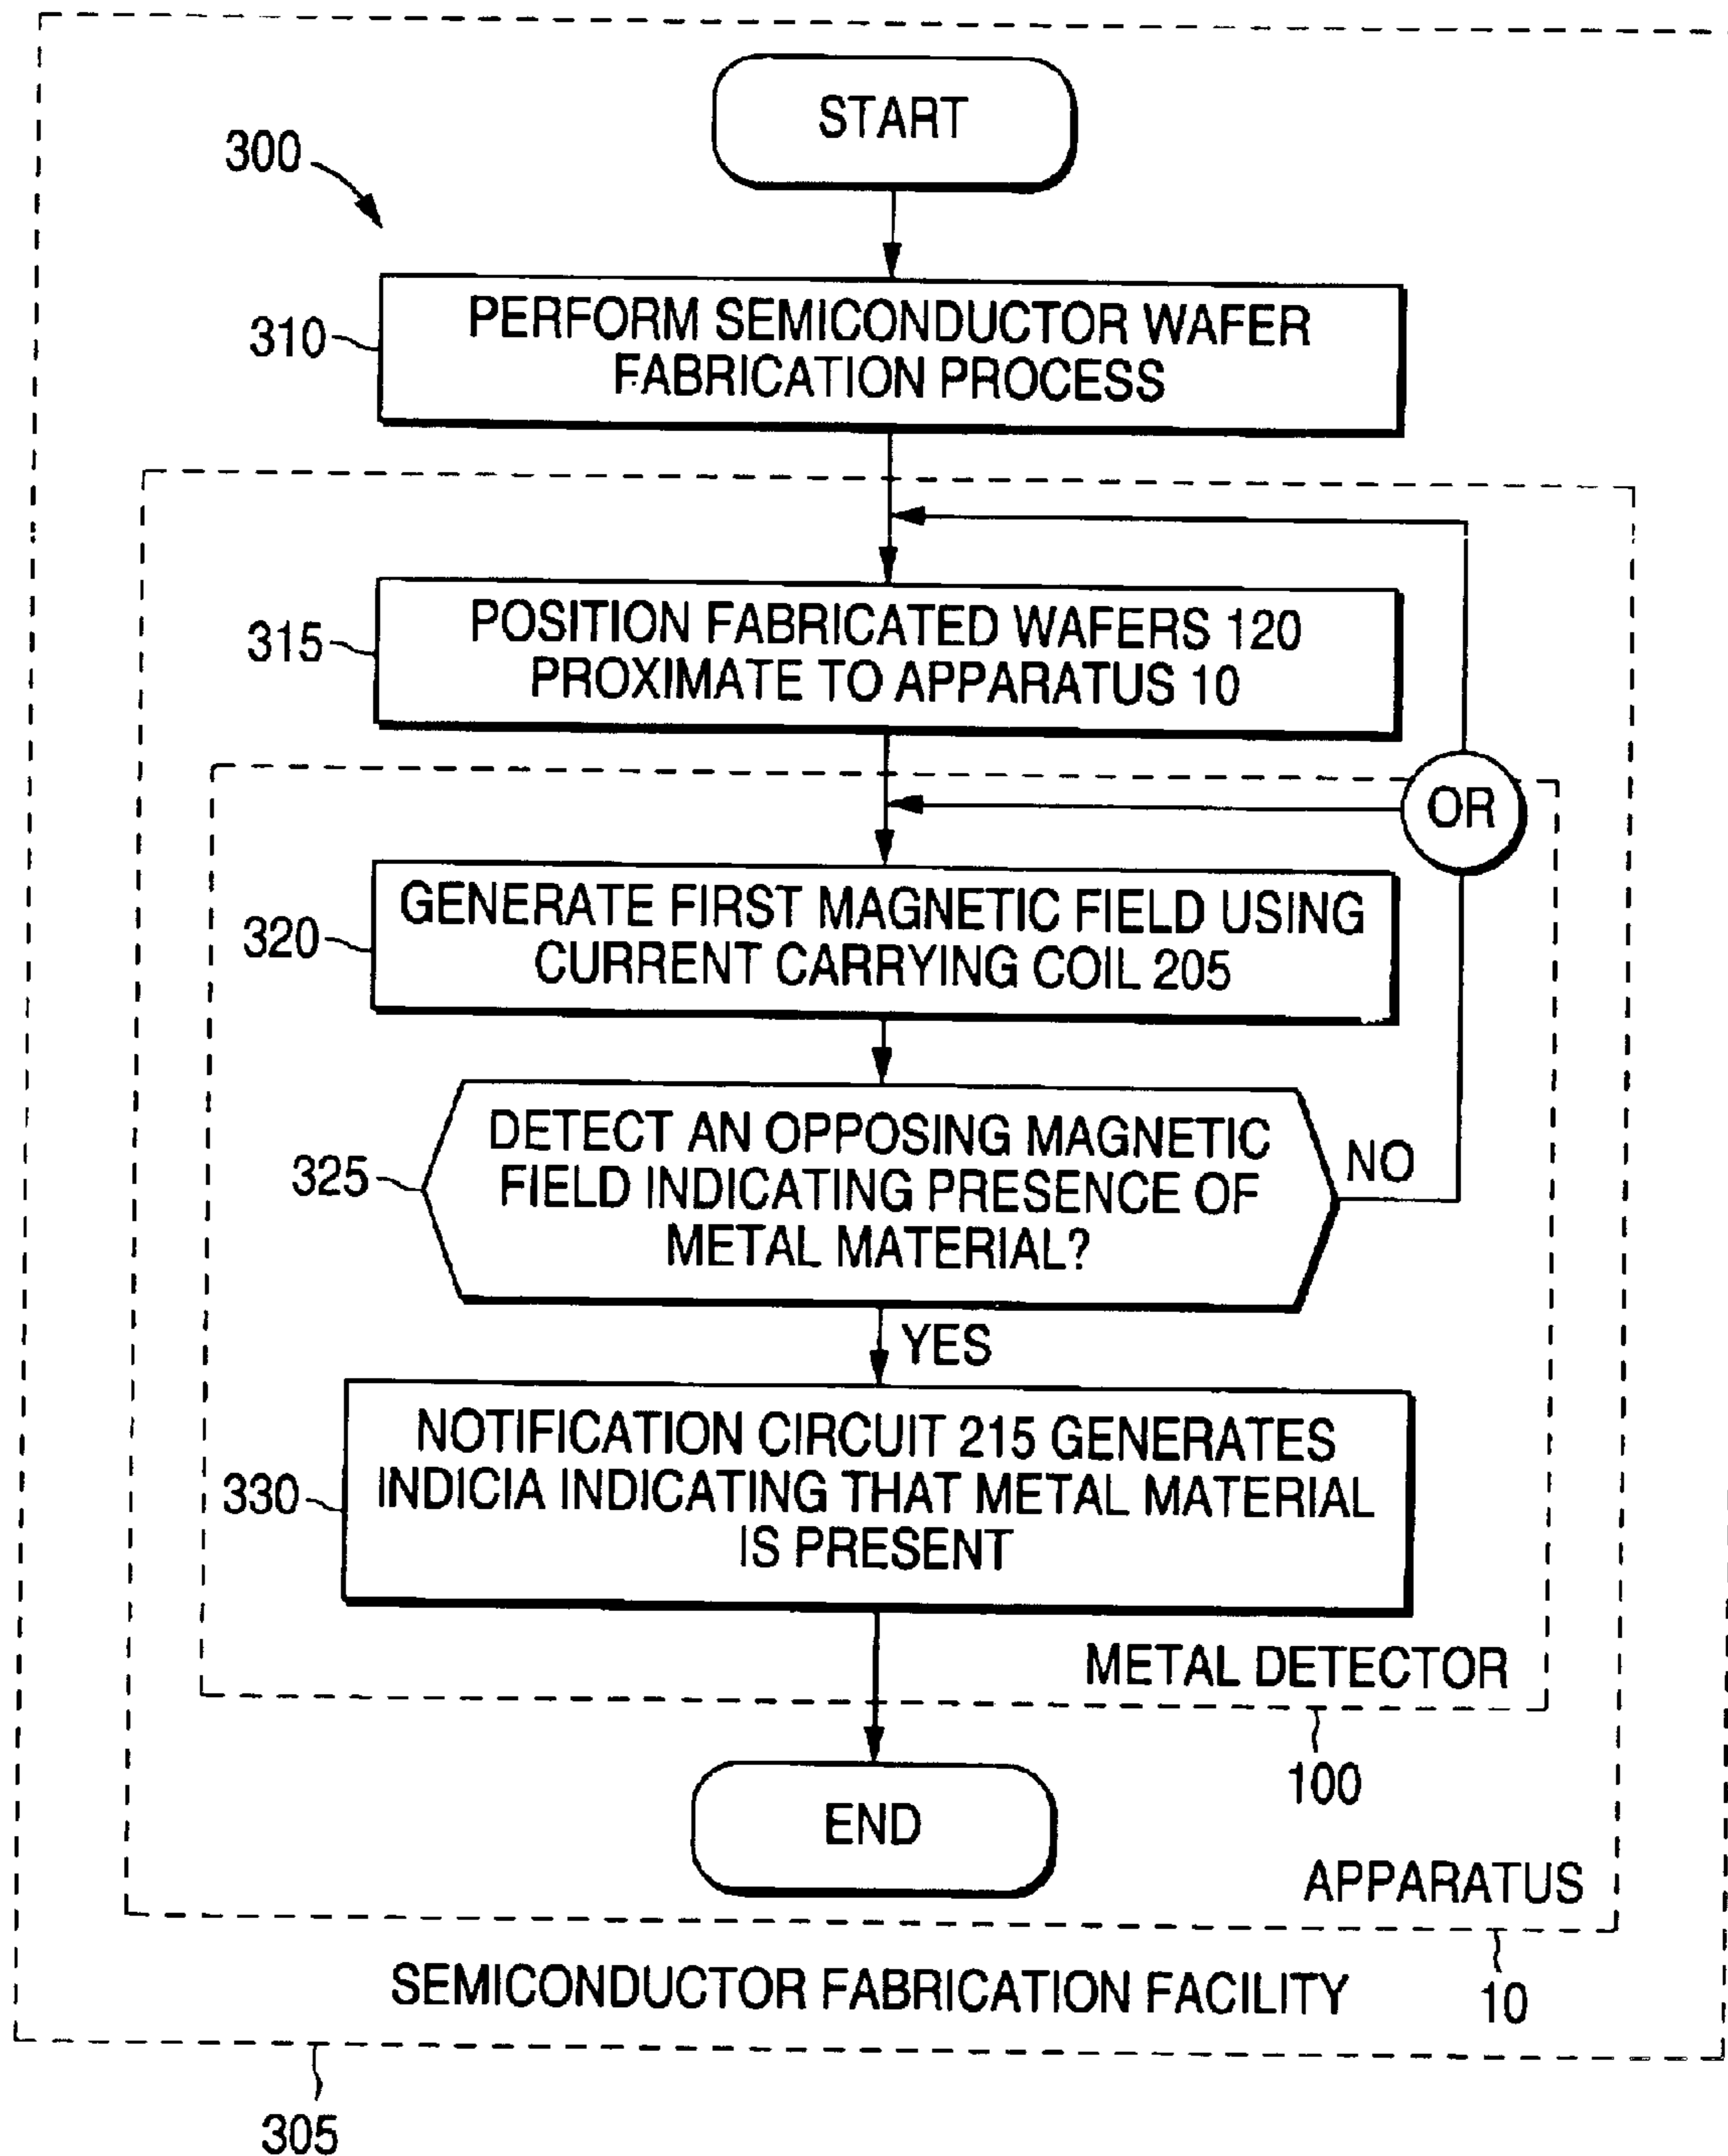 START
300
310
PERFORM SEMICONDUCTOR WAFER
FABRICATION PROCESS
315
POSITION FABRICATED WAFERS 120
PROXIMATE TO APPARATUS 10
OR
320
GENERATE FIRST MAGNETIC FIELD USING
CURRENT CARRYING COIL 205
325
DETECT AN OPPOSING MAGNETIC
FIELD INDICATING PRESENCE OF
METAL MATERIAL?
NO
YES
330
NOTIFICATION CIRCUIT 215 GENERATES
INDICIA INDICATING THAT METAL MATERIAL
IS PRESENT
METAL DETECTOR
100
END
APPARATUS
10
SEMICONDUCTOR FABRICATION FACILITY
305